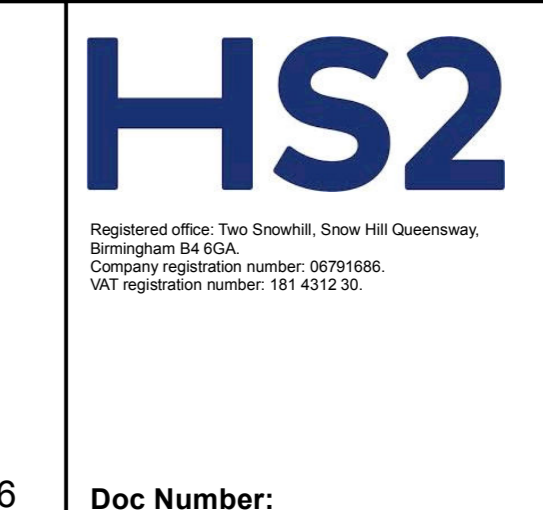 HS2
Registered office: Two Snowhill, Snow Hill Queensway,
Birmingham B4 6GA.
Company registration number: 06791686.
VAT registration number: 181 4312 30.
6
Doc Number: